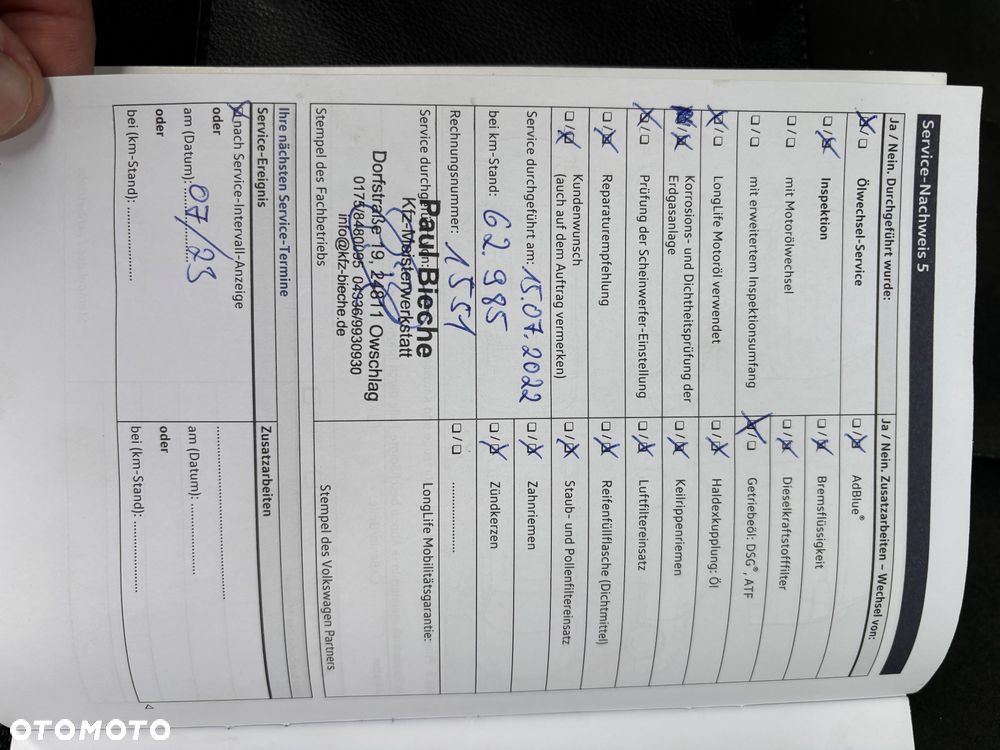 Service-Nachweis 5
Ja / Nein. Durchgeführt wurde:
Ölwechsel-Service
Inspektion
mit Motorölwechsel
mit erweitertem Inspektionsumfang
LongLife Motoröl verwendet
Korrosions- und Dichtheitsprüfung der
Erdgasanlage
Prüfung der Scheinwerfer-Einstellung
Reparaturempfehlung
Kundenwunsch
(auch auf dem Auftrag vermerken)
Service durchgeführt am: 15.07.2022
bei km-Stand: 62.985
Rechnungsnummer: 1551
Service durchgeführt
Paul Bieche
Kfz-Meisterwerkstatt
Dorfstraße 19, 24811 Owschlag
0175/8480095 04336/9930930
info@kfz-bieche.de
Stempel des Fachbetriebs
Ja / Nein. Zusatzarbeiten – Wechsel von:
AdBlue®
Bremsflüssigkeit
Dieselkraftstofffilter
Getriebeöl: DSG®, ATF
Haldexkupplung: Öl
Keilrippenriemen
Luftfiltereinsatz
Reifenfüllflasche (Dichtmittel)
Staub- und Pollenfiltereinsatz
Zahnriemen
Zündkerzen
LongLife Mobilitätsgarantie:
Stempel des Volkswagen Partners
Ihre nächsten Service-Termine
Service-Ereignis
nach Service-Intervall-Anzeige
oder
am (Datum): 07/23
oder
bei (km-Stand):
Zusatzarbeiten
am (Datum):
oder
bei (km-Stand):
OTOMOTO